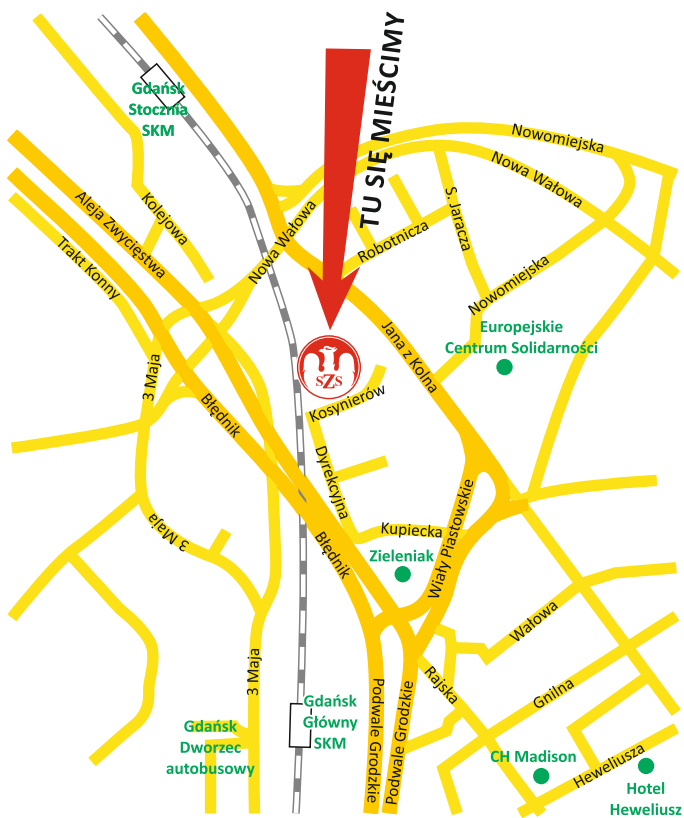 TU SIĘ MIEŚCIMY
Gdańsk
Stocznia
SKM
Nowomiejska
Nowa Wałowa
Aleja Zwycięstwa
Kolejowa
S. Jaracza
Nowa Wałowa
Robotnicza
Trakt Konny
Nowomiejska
Europejskie
Centrum Solidarności
Jana z Kolna
3 Maja
SZS
Kosynierów
Błędnik
Dyrekcyjna
3 Maja
Kupiecka
Wiały Piastowskie
Błędnik
Zieleniak
Wałowa
3 Maja
Rajska
Gnilna
Podwale Grodzkie
Podwale Grodzkie
Gdańsk
Główny
SKM
Gdańsk
Dworzec
autobusowy
CH Madison
Heweliusza
Hotel
Heweliusz